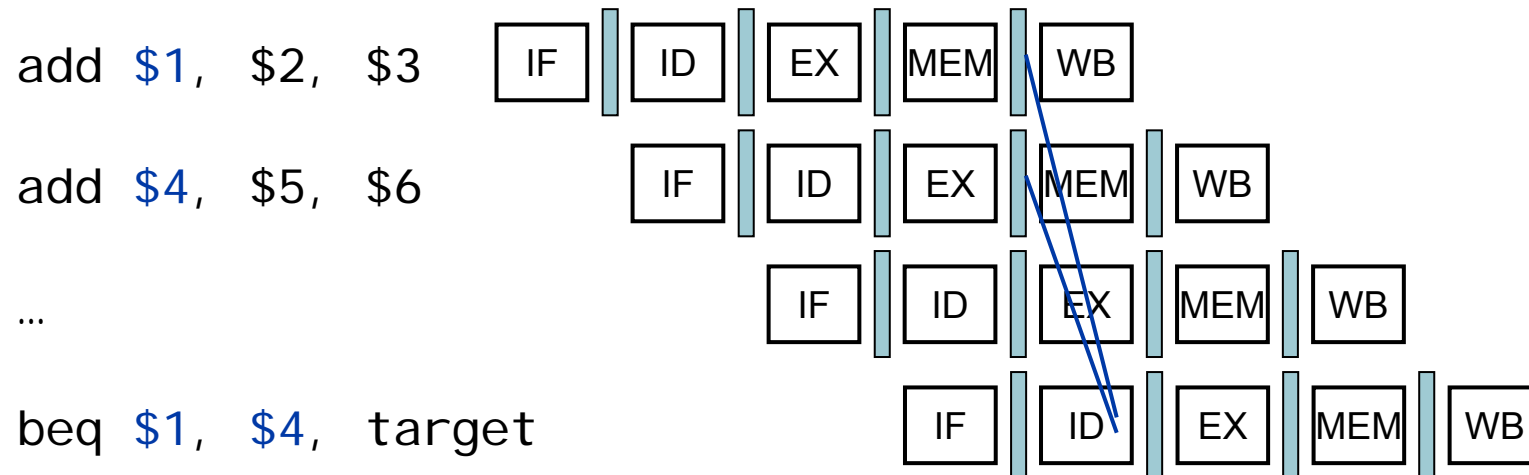 add $1, $2, $3 IF ID EX MEM WB
add $4, $5, $6 IF ID EX MEM WB
… IF ID EX MEM WB
beq $1, $4, target IF ID EX MEM WB